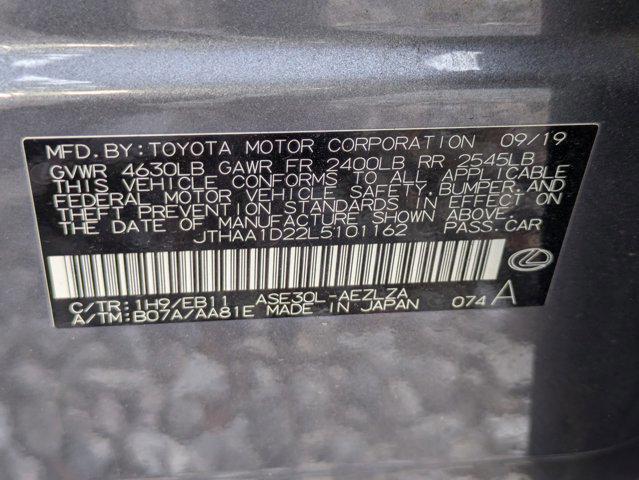 MFD.BY:TOYOTA MOTOR CORPORATION 09/19
GVWR 4630LB GAWR FR 2400LB RR 2545LB
THIS VEHICLE CONFORMS TO ALL APPLICABLE
FEDERAL MOTOR VEHICLE SAFETY,BUMPER,AND
THEFT PREVENTION STANDARDS IN EFFECT ON
THE DATE OF MANUFACTURE SHOWN ABOVE.
JTHAA1D22L5101162 PASS.CAR
C/TR:1H9/EB11 ASE30L-AEZLZA
A/TM:B07A/AA81E MADE IN JAPAN 074 A